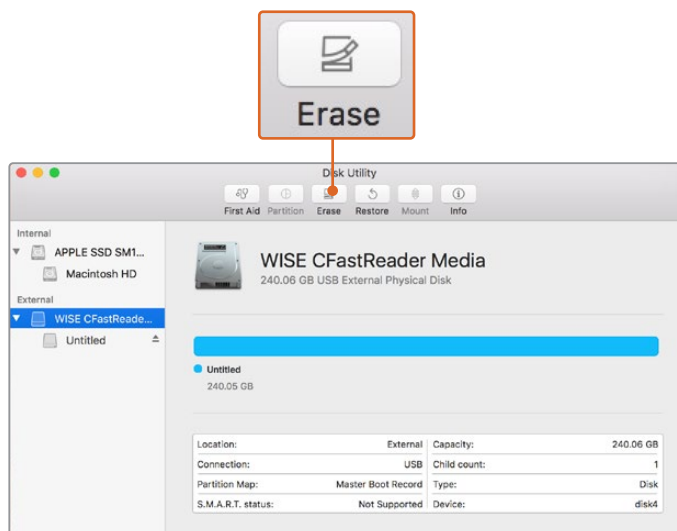 Erase
Disk Utility
First Aid Partition Erase Restore Mount Info
Internal
APPLE SSD SM1...
Macintosh HD
External
WISE CFastReade...
Untitled
WISE CFastReader Media
240.06 GB USB External Physical Disk
Untitled
240.05 GB
Location: External Capacity: 240.06 GB
Connection: USB Child count: 1
Partition Map: Master Boot Record Type: Disk
S.M.A.R.T. status: Not Supported Device: disk4